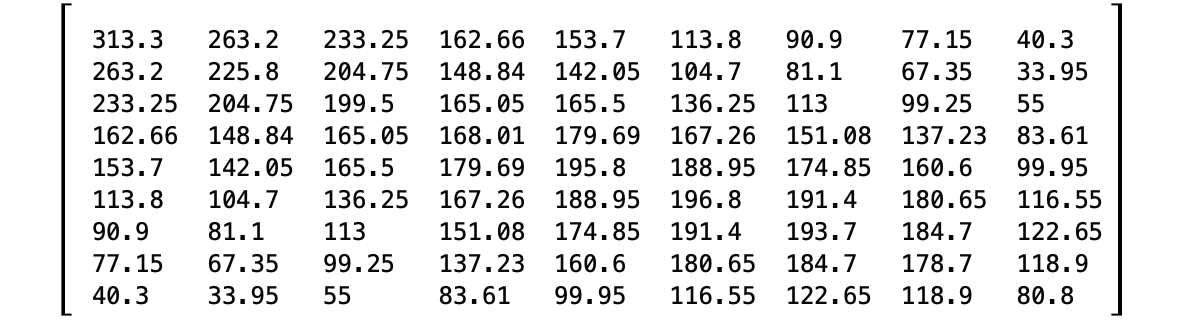 313.3 263.2 233.25 162.66 153.7 113.8 90.9 77.15 40.3
263.2 225.8 204.75 148.84 142.05 104.7 81.1 67.35 33.95
233.25 204.75 199.5 165.05 165.5 136.25 113 99.25 55
162.66 148.84 165.05 168.01 179.69 167.26 151.08 137.23 83.61
153.7 142.05 165.5 179.69 195.8 188.95 174.85 160.6 99.95
113.8 104.7 136.25 167.26 188.95 196.8 191.4 180.65 116.55
90.9 81.1 113 151.08 174.85 191.4 193.7 184.7 122.65
77.15 67.35 99.25 137.23 160.6 180.65 184.7 178.7 118.9
40.3 33.95 55 83.61 99.95 116.55 122.65 118.9 80.8